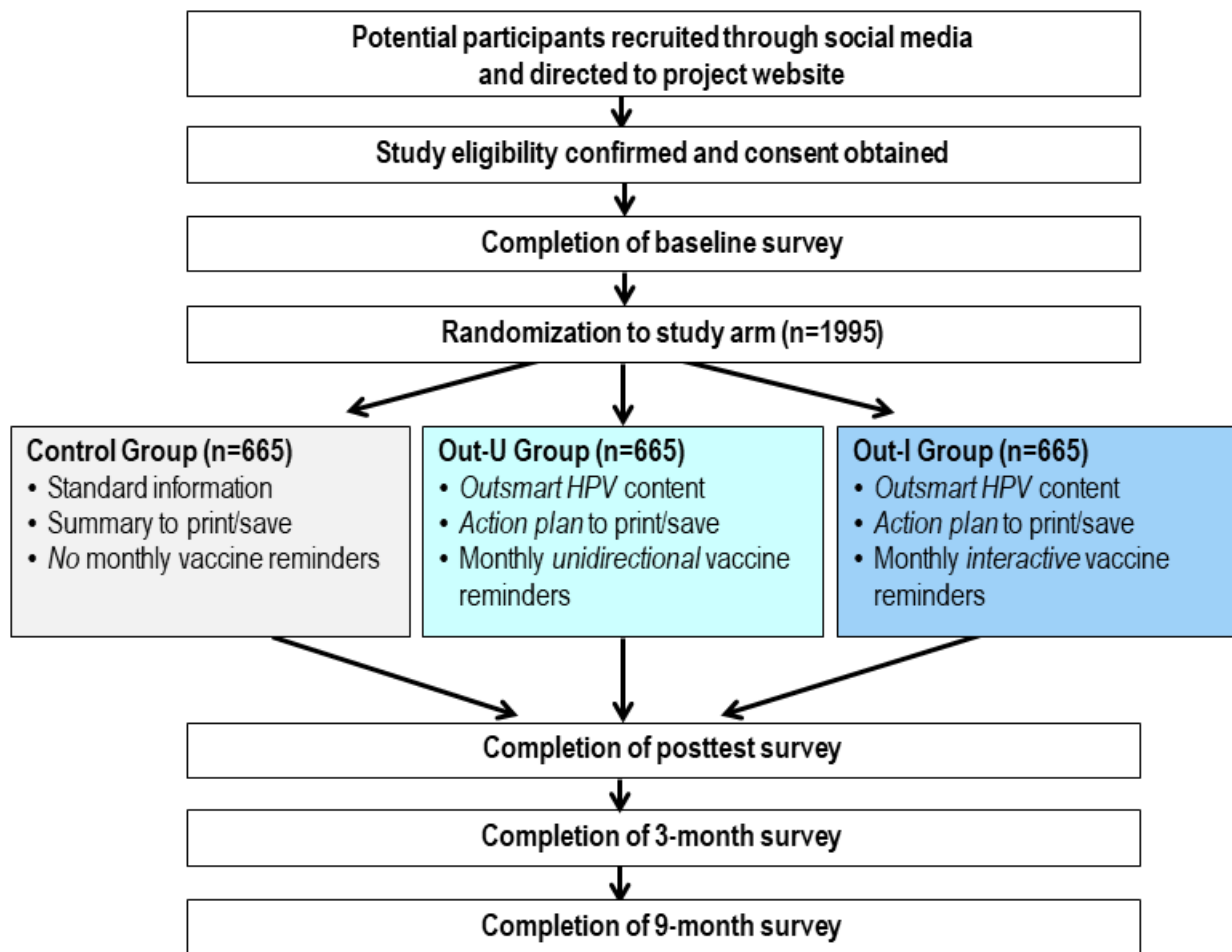 Potential participants recruited through social media
and directed to project website
Study eligibility confirmed and consent obtained
Completion of baseline survey
Randomization to study arm (n=1995)
Control Group (n=665)
• Standard information
• Summary to print/save
• No monthly vaccine reminders
Out-U Group (n=665)
• Outsmart HPV content
• Action plan to print/save
• Monthly unidirectional vaccine
reminders
Out-I Group (n=665)
• Outsmart HPV content
• Action plan to print/save
• Monthly interactive vaccine
reminders
Completion of posttest survey
Completion of 3-month survey
Completion of 9-month survey